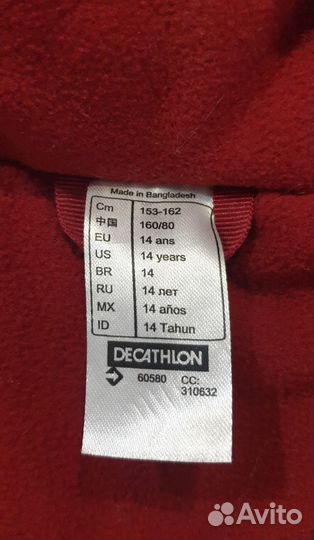 Made in Bangladesh
Cm 153-162
中国 160/80
EU 14 ans
US 14 years
BR 14
RU 14 лет
MX 14 años
ID 14 Tahun
DECATHLON
60580 CC: 310632
Avito